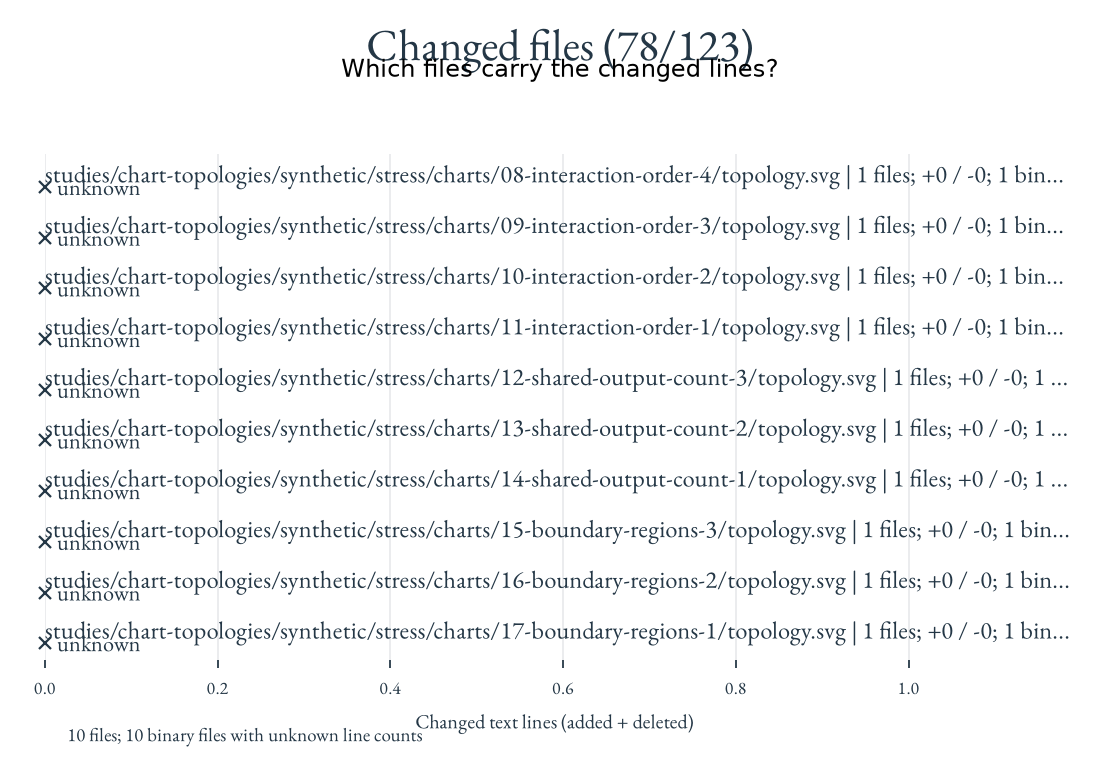 Changed files (78/123)
Which files carry the changed lines?
studies/chart-topologies/synthetic/stress/charts/08-interaction-order-4/topology.svg | 1 files; +0 / -0; 1 bin...
unknown
studies/chart-topologies/synthetic/stress/charts/09-interaction-order-3/topology.svg | 1 files; +0 / -0; 1 bin...
unknown
studies/chart-topologies/synthetic/stress/charts/10-interaction-order-2/topology.svg | 1 files; +0 / -0; 1 bin...
unknown
studies/chart-topologies/synthetic/stress/charts/11-interaction-order-1/topology.svg | 1 files; +0 / -0; 1 bin...
unknown
studies/chart-topologies/synthetic/stress/charts/12-shared-output-count-3/topology.svg | 1 files; +0 / -0; 1 ...
unknown
studies/chart-topologies/synthetic/stress/charts/13-shared-output-count-2/topology.svg | 1 files; +0 / -0; 1 ...
unknown
studies/chart-topologies/synthetic/stress/charts/14-shared-output-count-1/topology.svg | 1 files; +0 / -0; 1 ...
unknown
studies/chart-topologies/synthetic/stress/charts/15-boundary-regions-3/topology.svg | 1 files; +0 / -0; 1 bin...
unknown
studies/chart-topologies/synthetic/stress/charts/16-boundary-regions-2/topology.svg | 1 files; +0 / -0; 1 bin...
unknown
studies/chart-topologies/synthetic/stress/charts/17-boundary-regions-1/topology.svg | 1 files; +0 / -0; 1 bin...
unknown
0.0 0.2 0.4 0.6 0.8 1.0
Changed text lines (added + deleted)
10 files; 10 binary files with unknown line counts